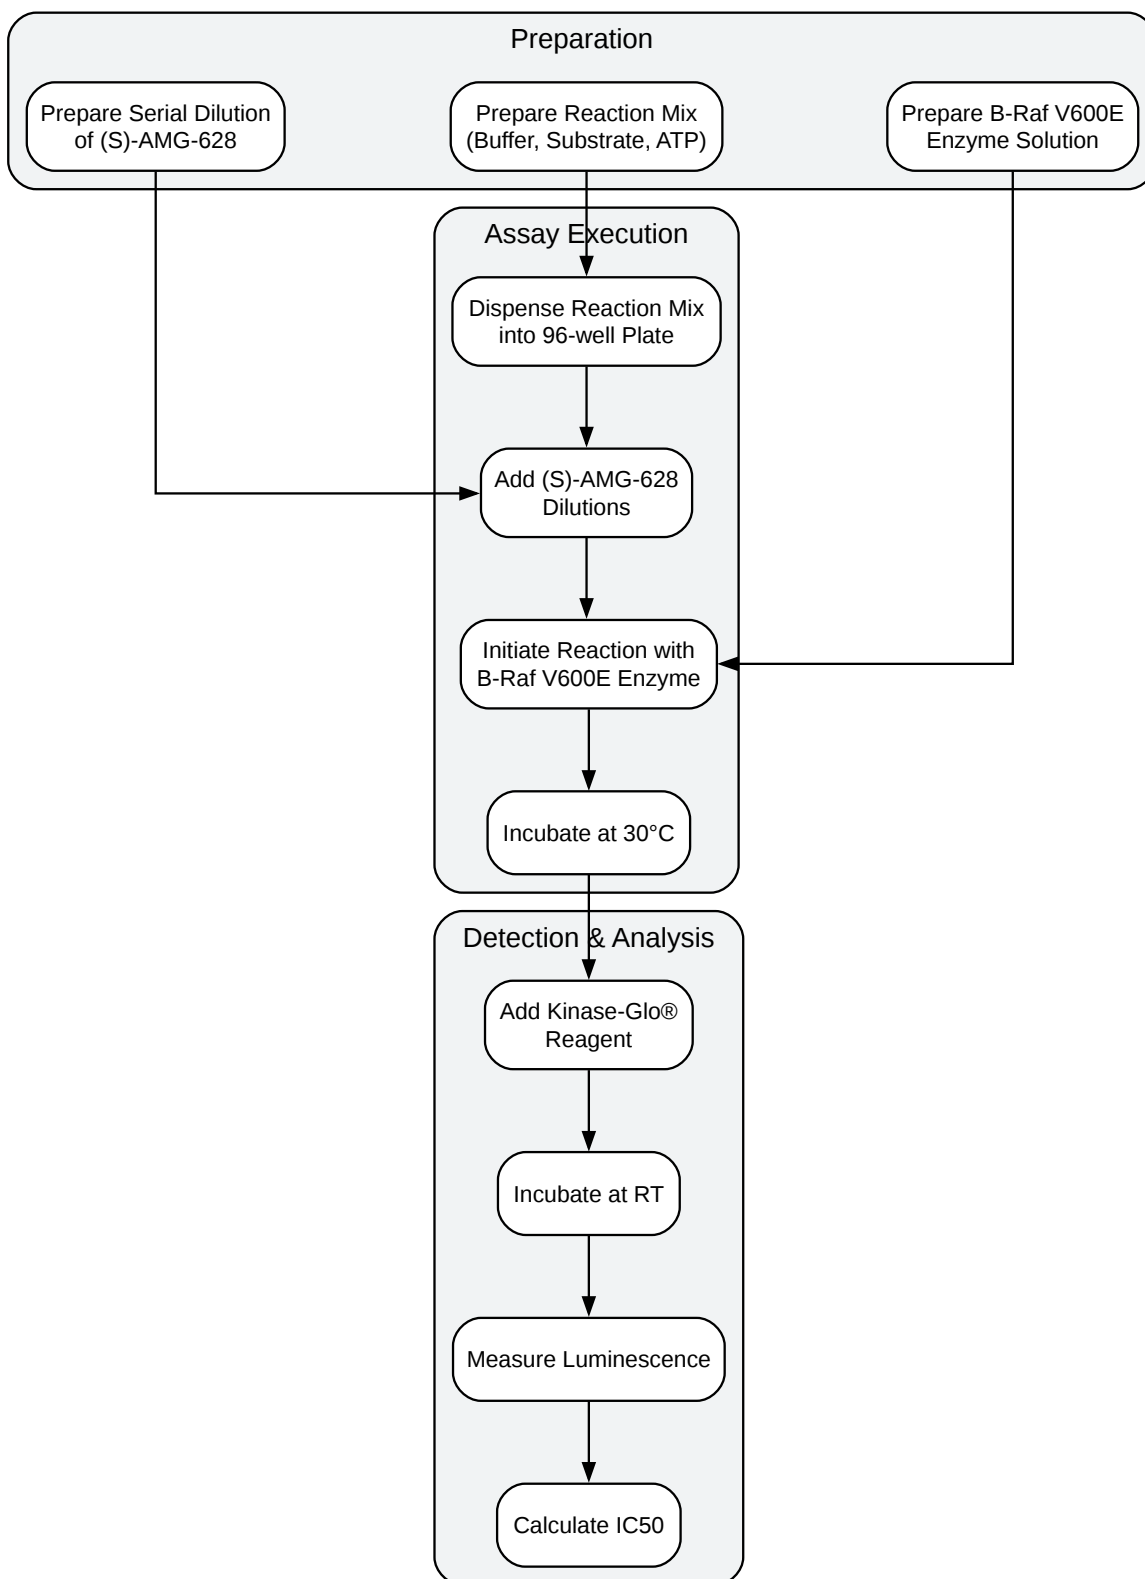 Preparation
Prepare Serial Dilution
of (S)-AMG-628
Prepare Reaction Mix
(Buffer, Substrate, ATP)
Prepare B-Raf V600E
Enzyme Solution
Assay Execution
Dispense Reaction Mix
into 96-well Plate
Add (S)-AMG-628
Dilutions
Initiate Reaction with
B-Raf V600E Enzyme
Incubate at 30°C
Detection & Analysis
Add Kinase-Glo®
Reagent
Incubate at RT
Measure Luminescence
Calculate IC50